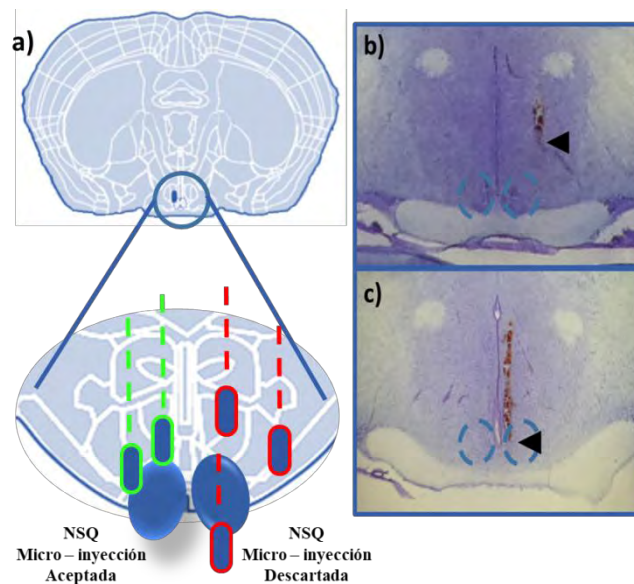 a)
b)
c)
NSQ
Micro – inyección
Aceptada
NSQ
Micro – inyección
Descartada